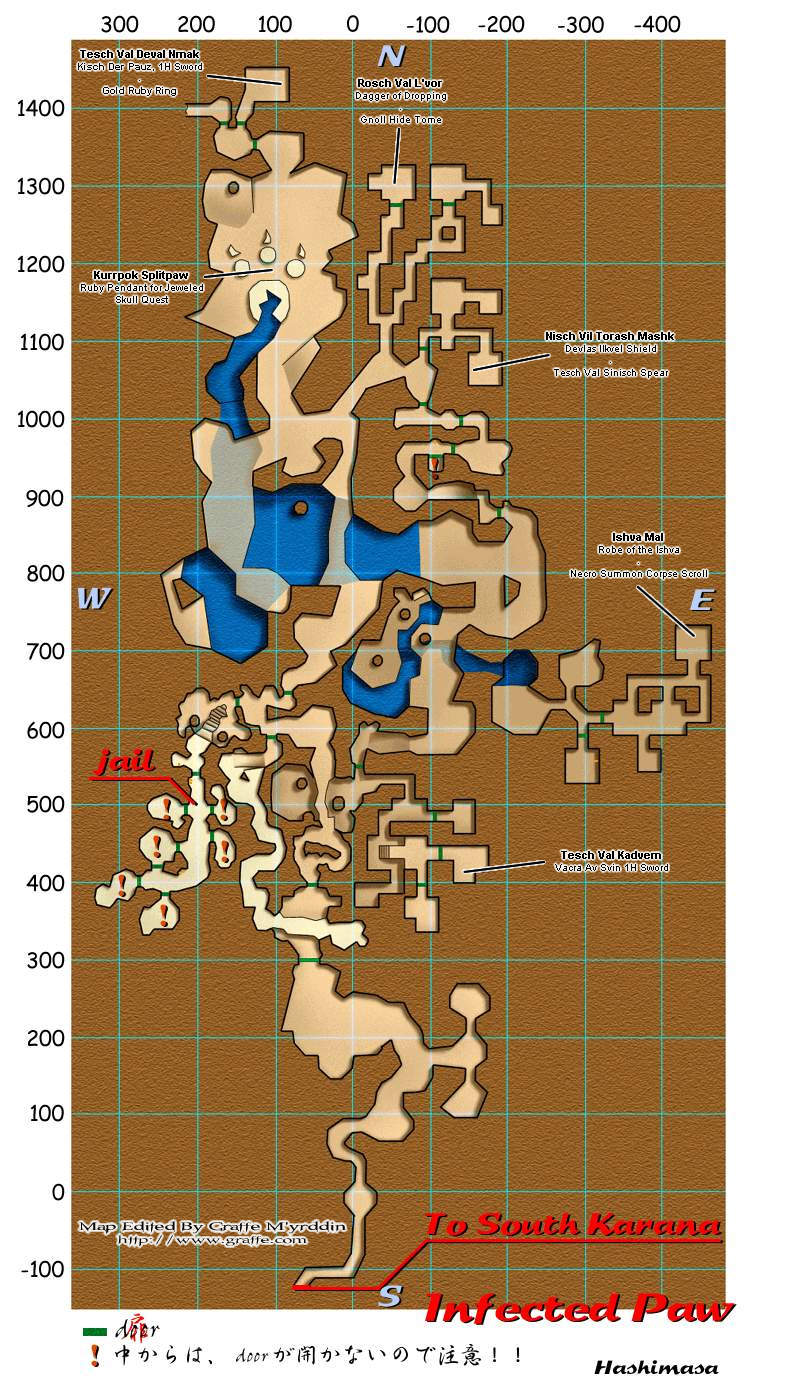 300 200 100 0 -100 -200 -300 -400
N
Tesch Val Deval Nmak
Kisch Der Pauz, 1H Sword
-
Gold Ruby Ring
Rosch Val L'vor
Dagger of Dropping
-
Gnoll Hide Tome
1400
1300
1200
Kurrpok Splitpaw
Ruby Pendant for Jeweled
Skull Quest
1100
Nisch Vil Torash Mashk
Devlas Ilkvel Shield
-
Tesch Val Sinisch Spear
1000
!
900
Ishva Mal
Robe of the Ishva
-
Necro Summon Corpse Scroll
800
W
E
700
600
jail
500
! !
! !
Tesch Val Kadvern
Vacra Av Svin 1H Sword
400
!
!
300
200
100
0
Map Edited By Graffe M'yrddin
http://www.graffe.com
To South Karana
-100
S
Infected Paw
door 扉
! 中からは、doorが開かないので注意！！
Hashimasa